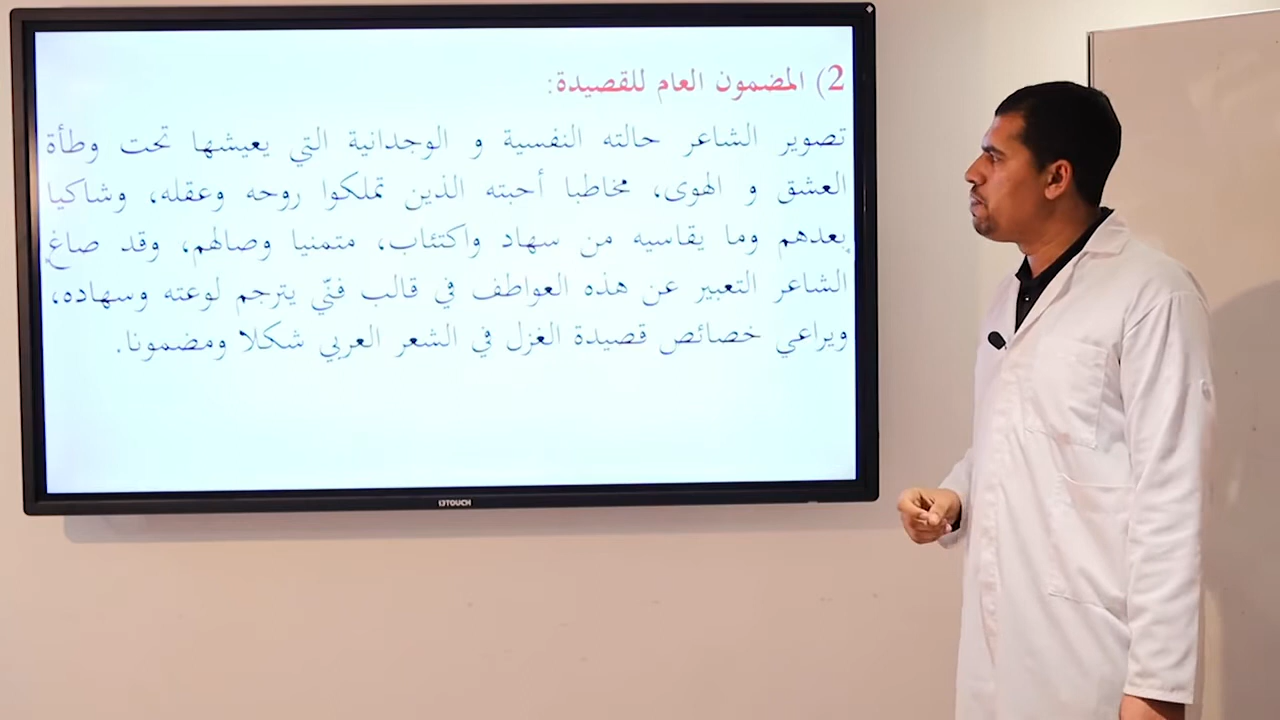 2) المضمون العام للقصيدة:
تصوير الشاعر حالته النفسية و الوجدانية التي يعيشها تحت وطأة
العشق و الهوى، مخاطبا أحبته الذين تملكوا روحه وعقله، وشاكيا
بعدهم وما يقاسيه من سهاد واكتئاب، متمنيا وصالهم، وقد صاغ
الشاعر التعبير عن هذه العواطف في قالب فنّي يترجم لوعته وسهاده،
ويراعي خصائص قصيدة الغزل في الشعر العربي شكلا ومضمونا.
I3TOUCH